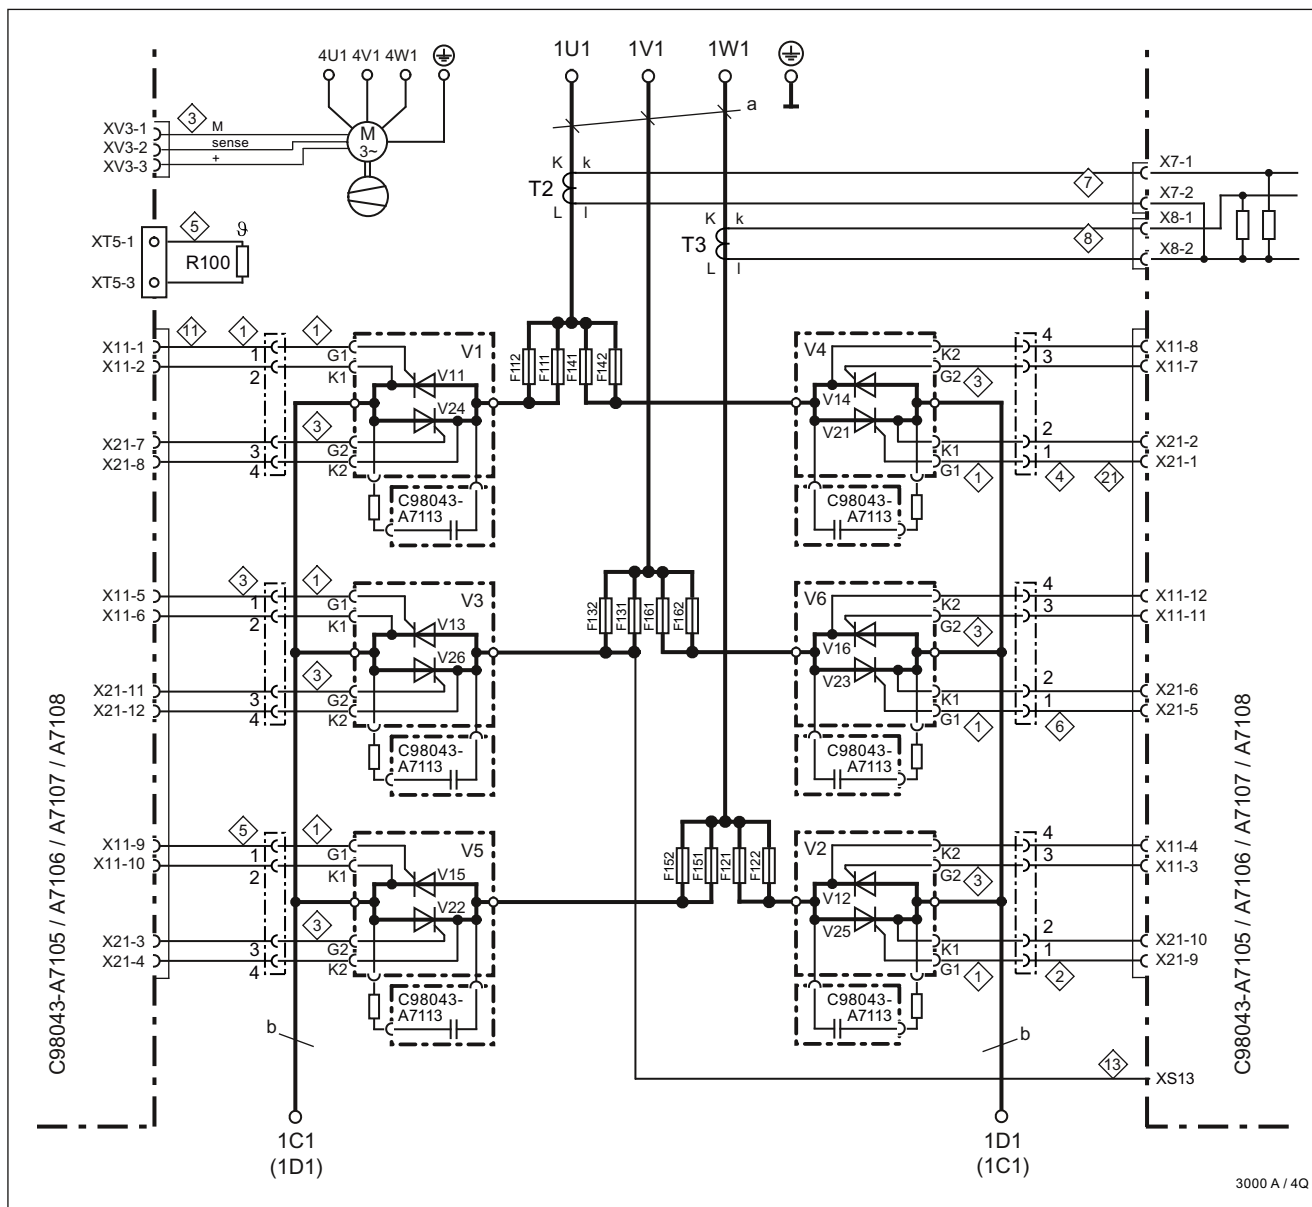 4U1 4V1 4W1
1U1 1V1 1W1
a
XV3-1 3 M
XV3-2 sense
XV3-3 +
M
3~
K k
T2
L l
7
X7-1
X7-2
K k
T3
L l
8
X8-1
X8-2
XT5-1 5 ϑ
R100
XT5-3
11 1 1
X11-1 1 G1 V1
X11-2 2 K1
V11
V24
3
X21-7 3 G2
X21-8 4 K2
C98043-
A7113
F112 F111 F141 F142
V4 K2 4 X11-8
G2 3 3 X11-7
V14
V21
K1 2 X21-2
G1 1 1 4 21 X21-1
C98043-
A7113
3 1
X11-5 1 G1 V3
X11-6 2 K1
V13
V26
3
X21-11 3 G2
X21-12 4 K2
C98043-
A7113
F132 F131 F161 F162
V6 K2 4 X11-12
G2 3 3 X11-11
V16
V23
K1 2 X21-6
G1 1 1 6 X21-5
C98043-
A7113
5 1
X11-9 1 G1 V5
X11-10 2 K1
V15
V22
3
X21-3 3 G2
X21-4 4 K2
C98043-
A7113
F152 F151 F121 F122
V2 K2 4 X11-4
G2 3 3 X11-3
V12
V25
K1 2 X21-10
G1 1 1 2 X21-9
C98043-
A7113
C98043-A7105 / A7106 / A7107 / A7108
C98043-A7105 / A7106 / A7107 / A7108
b
b
13
XS13
1C1
(1D1)
1D1
(1C1)
3000 A / 4Q